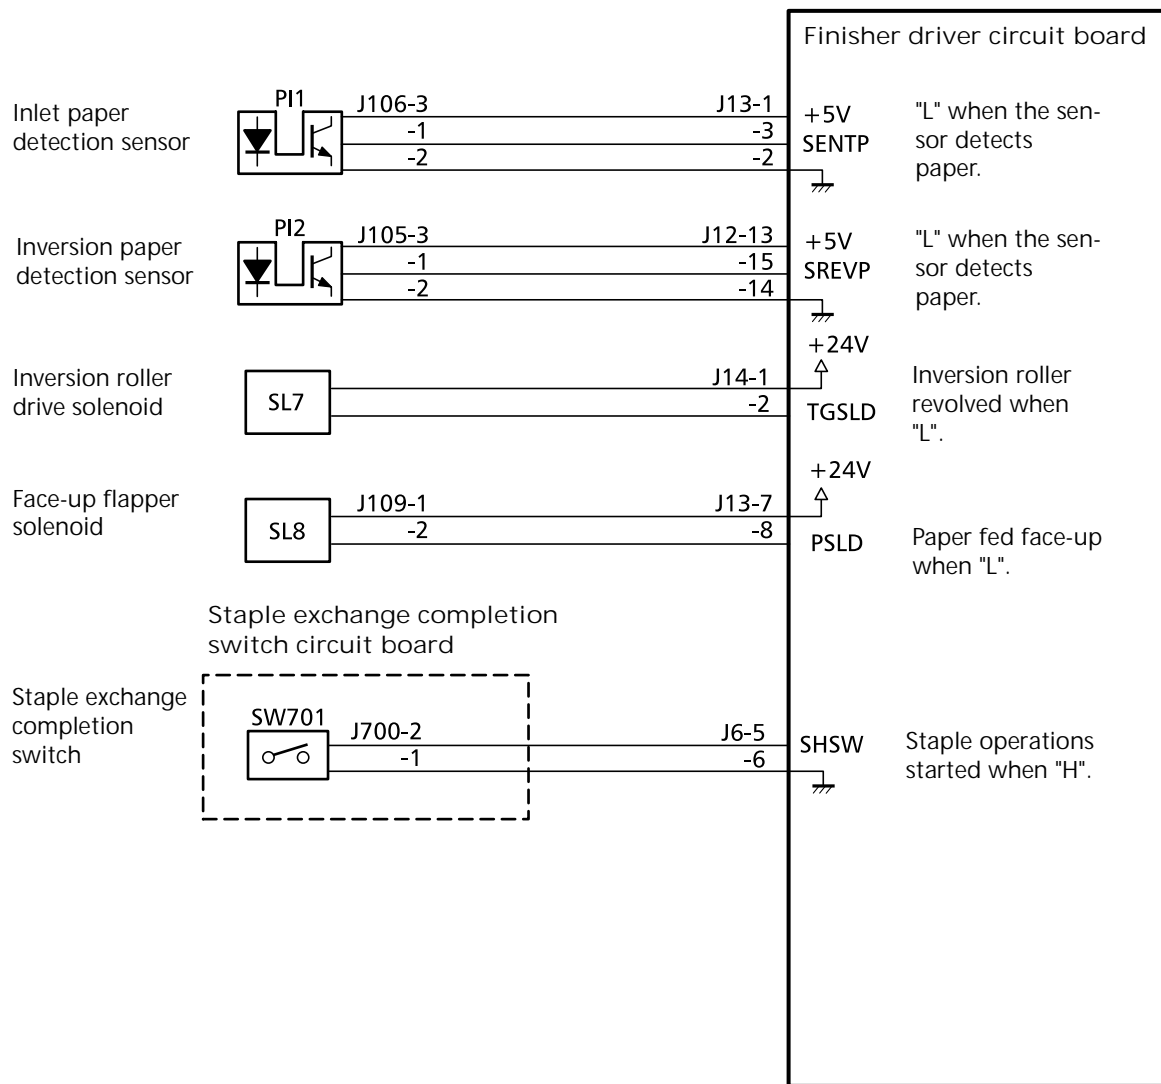 Finisher driver circuit board
Inlet paper
detection sensor
PI1
J106-3
-1
-2
J13-1
-3
-2
+5V
SENTP
"L" when the sen-
sor detects
paper.
Inversion paper
detection sensor
PI2
J105-3
-1
-2
J12-13
-15
-14
+5V
SREVP
"L" when the sen-
sor detects
paper.
Inversion roller
drive solenoid
SL7
J14-1
-2
+24V
TGSLD
Inversion roller
revolved when
"L".
Face-up flapper
solenoid
SL8
J109-1
-2
J13-7
-8
+24V
PSLD
Paper fed face-up
when "L".
Staple exchange completion
switch circuit board
Staple exchange
completion
switch
SW701
J700-2
-1
J6-5
-6
SHSW
Staple operations
started when "H".